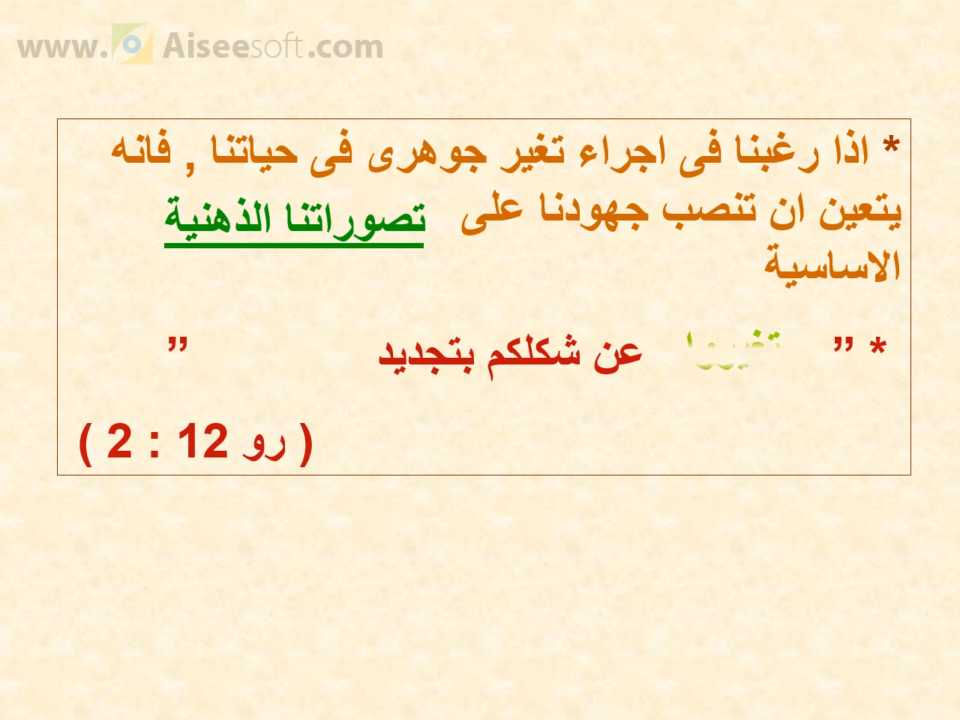 www.Aiseesoft.com
* اذا رغبنا فى اجراء تغير جوهرى فى حياتنا , فانه
يتعين ان تنصب جهودنا على تصوراتنا الذهنية
الاساسية
* ” عن شكلكم بتجديد ”
( رو 12 : 2 )